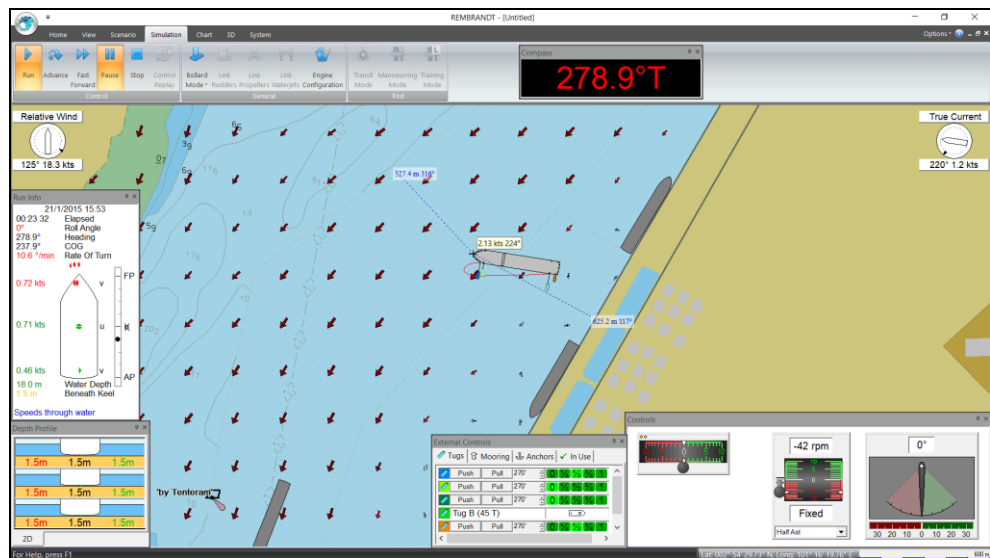 REMBRANDT - [Untitled]
Home View Scenario Simulation Chart 3D System
Options
Run Advance Fast Forward Pause Stop Control Replay
Control
Bollard Mode Link Rudders Link Propellers Link Waterjets Engine Configuration
General
Transit Mode Manoeuvring Mode Training Mode
Pod
Compass
278.9°T
Relative Wind
125° 18.3 kts
True Current
220° 1.2 kts
Run Info
21/1/2015 15:53
00:23 32 Elapsed
0° Roll Angle
278.9° Heading
237.9° COG
10.6 °/min Rate Of Turn
FP
0.72 kts v
0.71 kts u
0.46 kts v
AP
18.0 m Water Depth
1.5 m Beneath Keel
Speeds through water
527.4 m 316°
2.13 kts 224°
625.2 m 117°
Depth Profile
1.5m 1.5m 1.5m
1.5m 1.5m 1.5m
1.5m 1.5m 1.5m
2D
'by Tonteram'
External Controls
Tugs Mooring Anchors In Use
Push Pull 270°
Push Pull 270°
Push Pull 270°
Tug B (45 T)
Push Pull 270°
Controls
-42 rpm
Fixed
Half Ast
0°
30 20 10 0 10 20 30
For Help, press F1
600 m